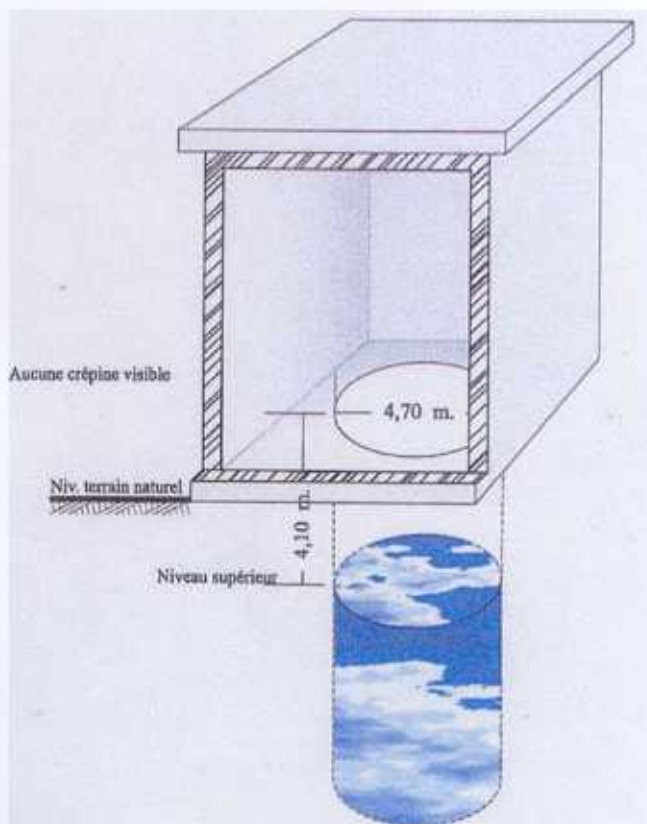 Aucune crépine visible
4,70 m.
Niv. terrain naturel
4,10 m.
Niveau supérieur